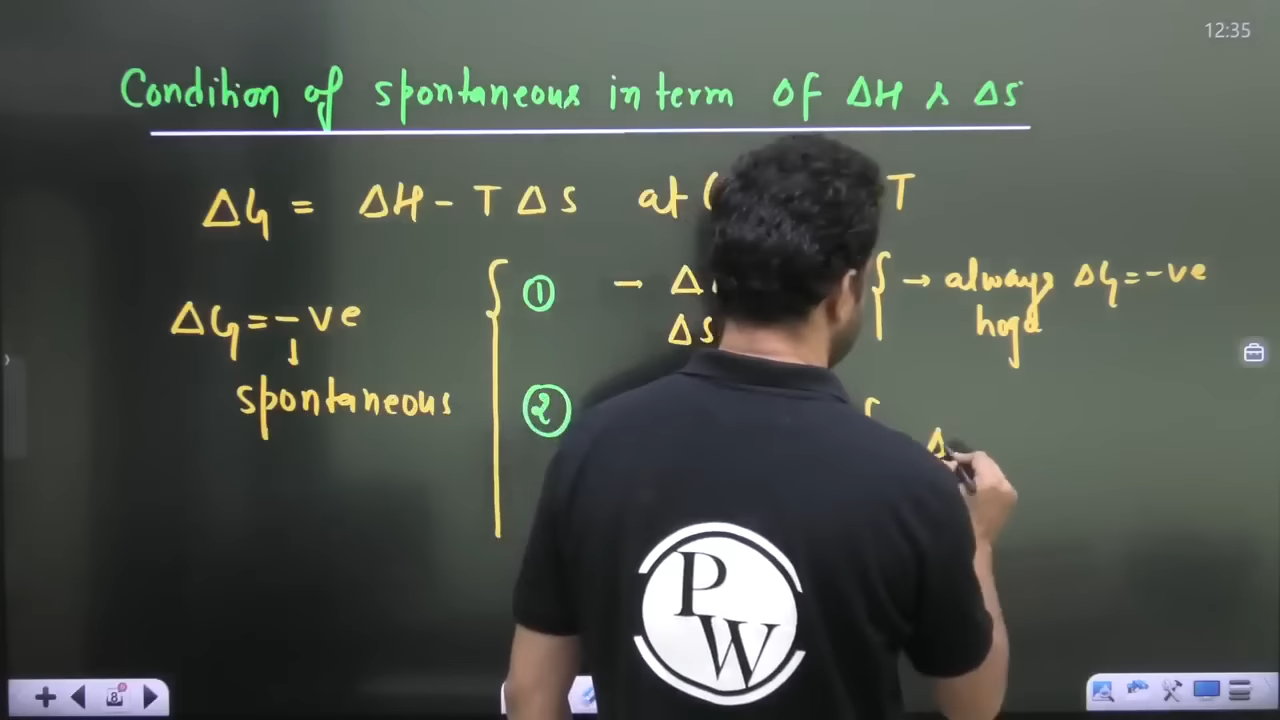 12:35
Condition of spontaneous in term of ΔH & ΔS
ΔG = ΔH - TΔS at T
① → Δ → always ΔG = -ve
ΔS hoga
ΔG = -ve
↓
spontaneous
②
Δ
PW
8